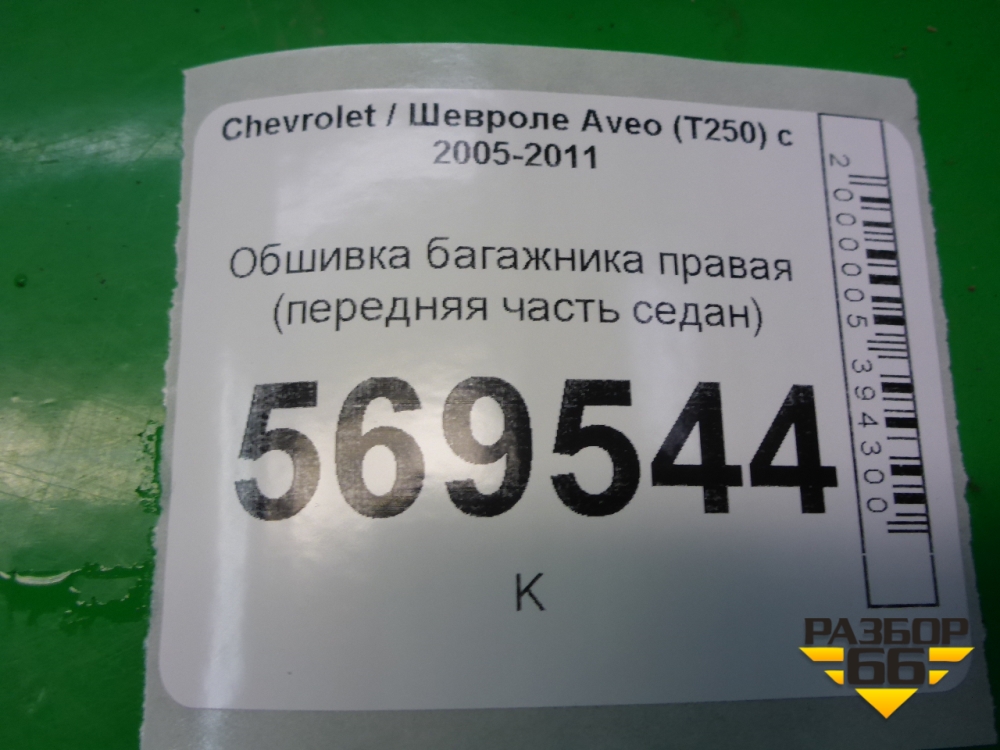 Chevrolet / Шевроле Aveo (T250) с
2005-2011
Обшивка багажника правая
(передняя часть седан)
569544
К
2000005394300
РАЗБОР
66